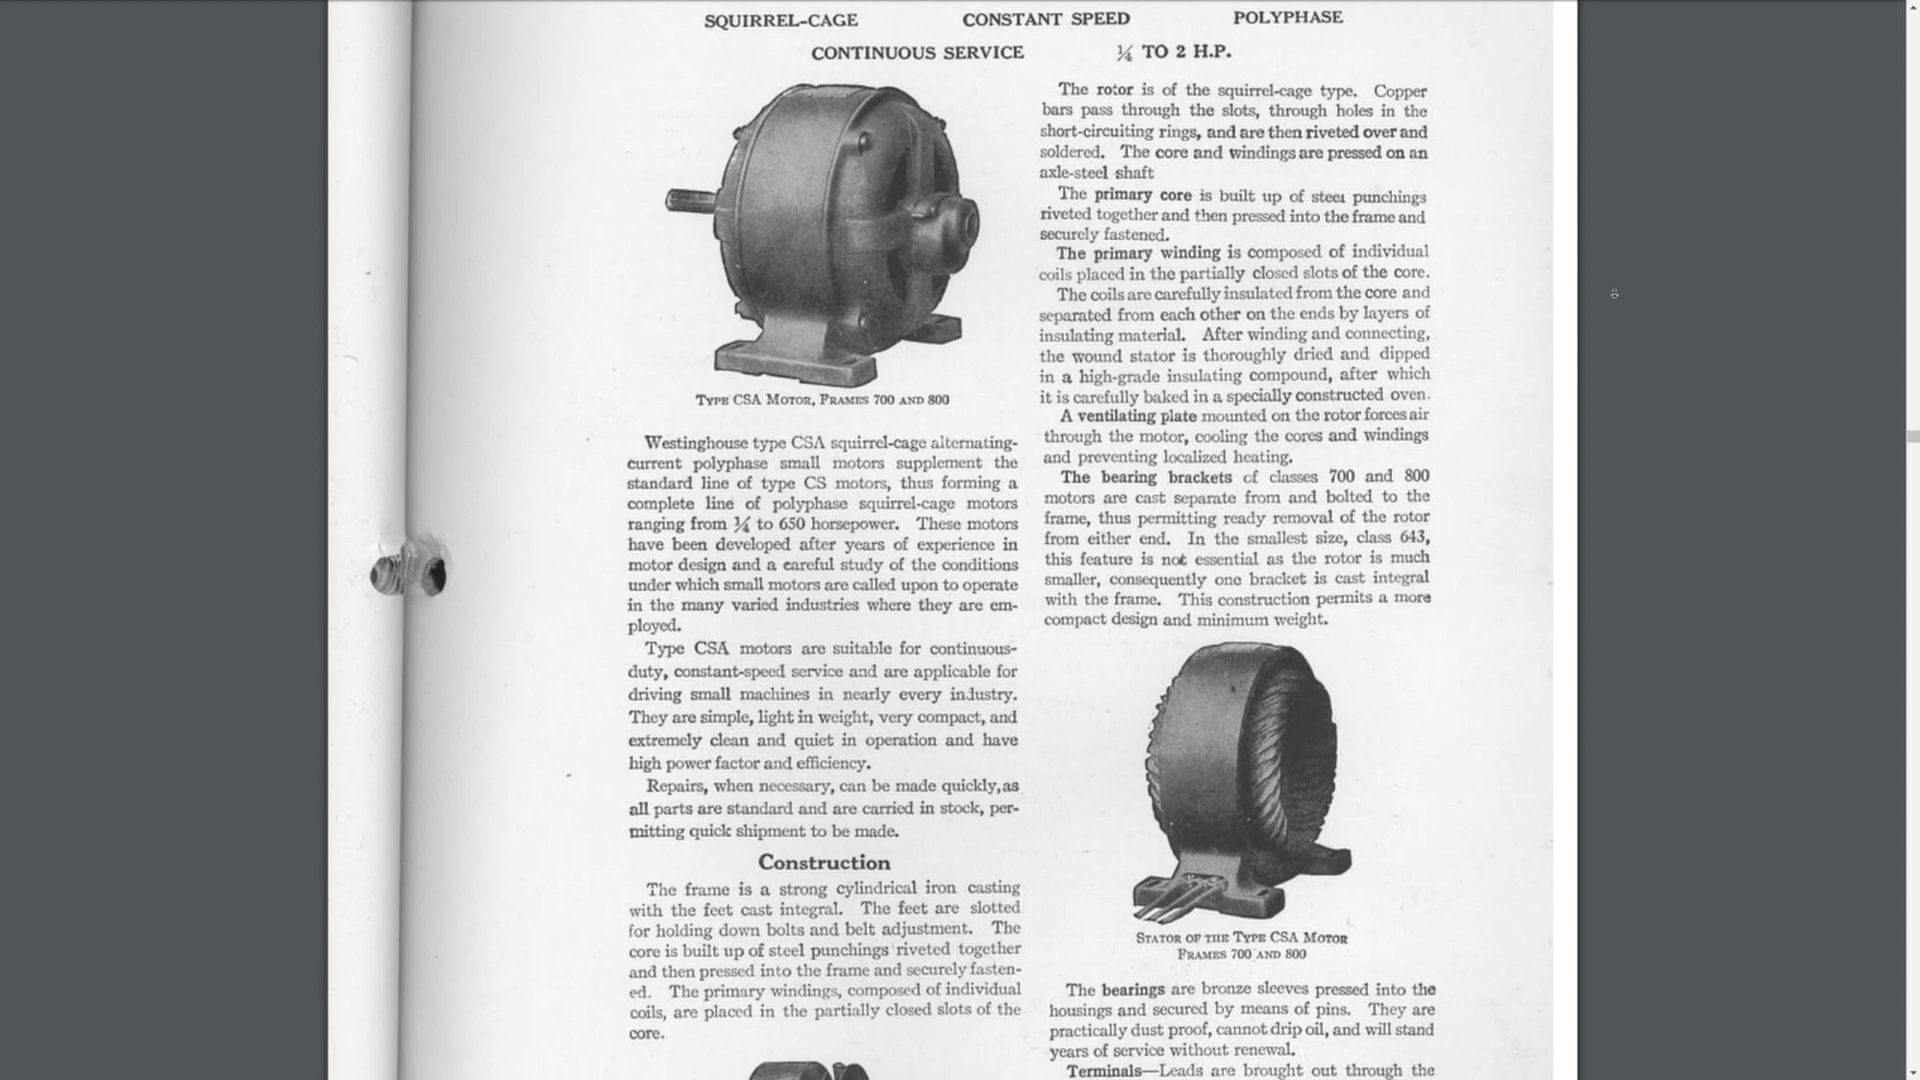 SQUIRREL-CAGE CONSTANT SPEED POLYPHASE
CONTINUOUS SERVICE ¼ TO 2 H.P.
TYPE CSA MOTOR, FRAMES 700 AND 800
Westinghouse type CSA squirrel-cage alternating-
current polyphase small motors supplement the
standard line of type CS motors, thus forming a
complete line of polyphase squirrel-cage motors
ranging from ¼ to 650 horsepower. These motors
have been developed after years of experience in
motor design and a careful study of the conditions
under which small motors are called upon to operate
in the many varied industries where they are em-
ployed.
Type CSA motors are suitable for continuous-
duty, constant-speed service and are applicable for
driving small machines in nearly every industry.
They are simple, light in weight, very compact, and
extremely clean and quiet in operation and have
high power factor and efficiency.
Repairs, when necessary, can be made quickly, as
all parts are standard and are carried in stock, per-
mitting quick shipment to be made.
Construction
The frame is a strong cylindrical iron casting
with the feet cast integral. The feet are slotted
for holding down bolts and belt adjustment. The
core is built up of steel punchings riveted together
and then pressed into the frame and securely fasten-
ed. The primary windings, composed of individual
coils, are placed in the partially closed slots of the
core.
The rotor is of the squirrel-cage type. Copper
bars pass through the slots, through holes in the
short-circuiting rings, and are then riveted over and
soldered. The core and windings are pressed on an
axle-steel shaft
The primary core is built up of steel punchings
riveted together and then pressed into the frame and
securely fastened.
The primary winding is composed of individual
coils placed in the partially closed slots of the core.
The coils are carefully insulated from the core and
separated from each other on the ends by layers of
insulating material. After winding and connecting,
the wound stator is thoroughly dried and dipped
in a high-grade insulating compound, after which
it is carefully baked in a specially constructed oven.
A ventilating plate mounted on the rotor forces air
through the motor, cooling the cores and windings
and preventing localized heating.
The bearing brackets of classes 700 and 800
motors are cast separate from and bolted to the
frame, thus permitting ready removal of the rotor
from either end. In the smallest size, class 643,
this feature is not essential as the rotor is much
smaller, consequently one bracket is cast integral
with the frame. This construction permits a more
compact design and minimum weight.
STATOR OF THE TYPE CSA MOTOR
FRAMES 700 AND 800
The bearings are bronze sleeves pressed into the
housings and secured by means of pins. They are
practically dust proof, cannot drip oil, and will stand
years of service without renewal.
Terminals—Leads are brought out through the